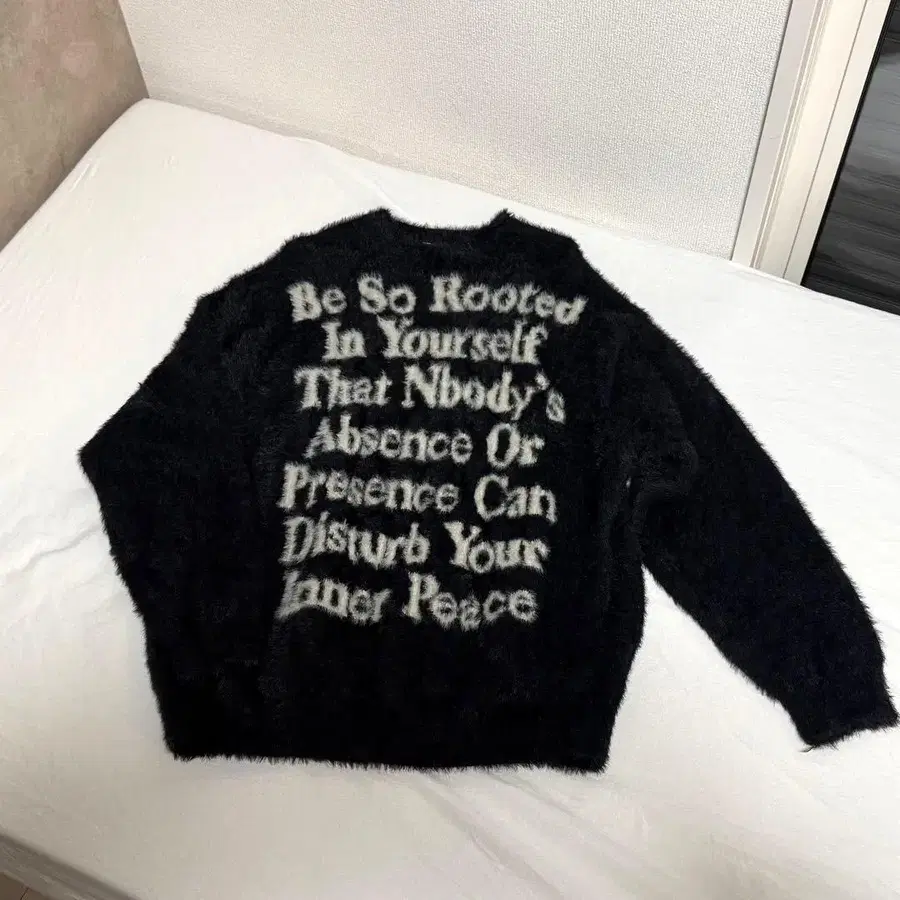 Be So Rooted
In Yourself
That Nbody's
Absence Or
Presence Can
Disturb Your
Inner Peace